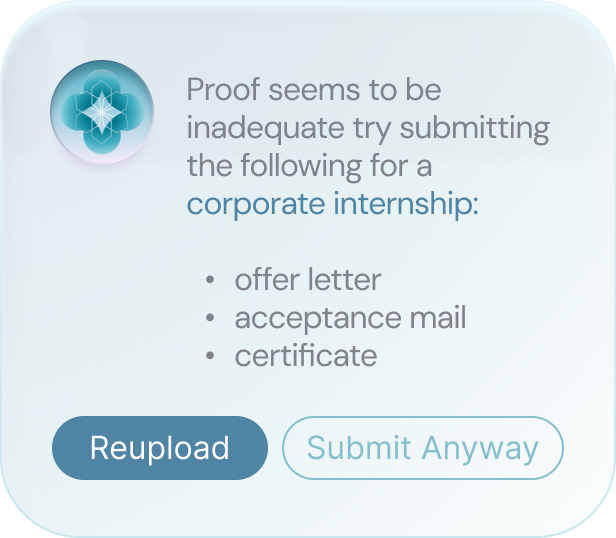 Proof seems to be
inadequate try submitting
the following for a
corporate internship:
• offer letter
• acceptance mail
• certificate
Reupload
Submit Anyway